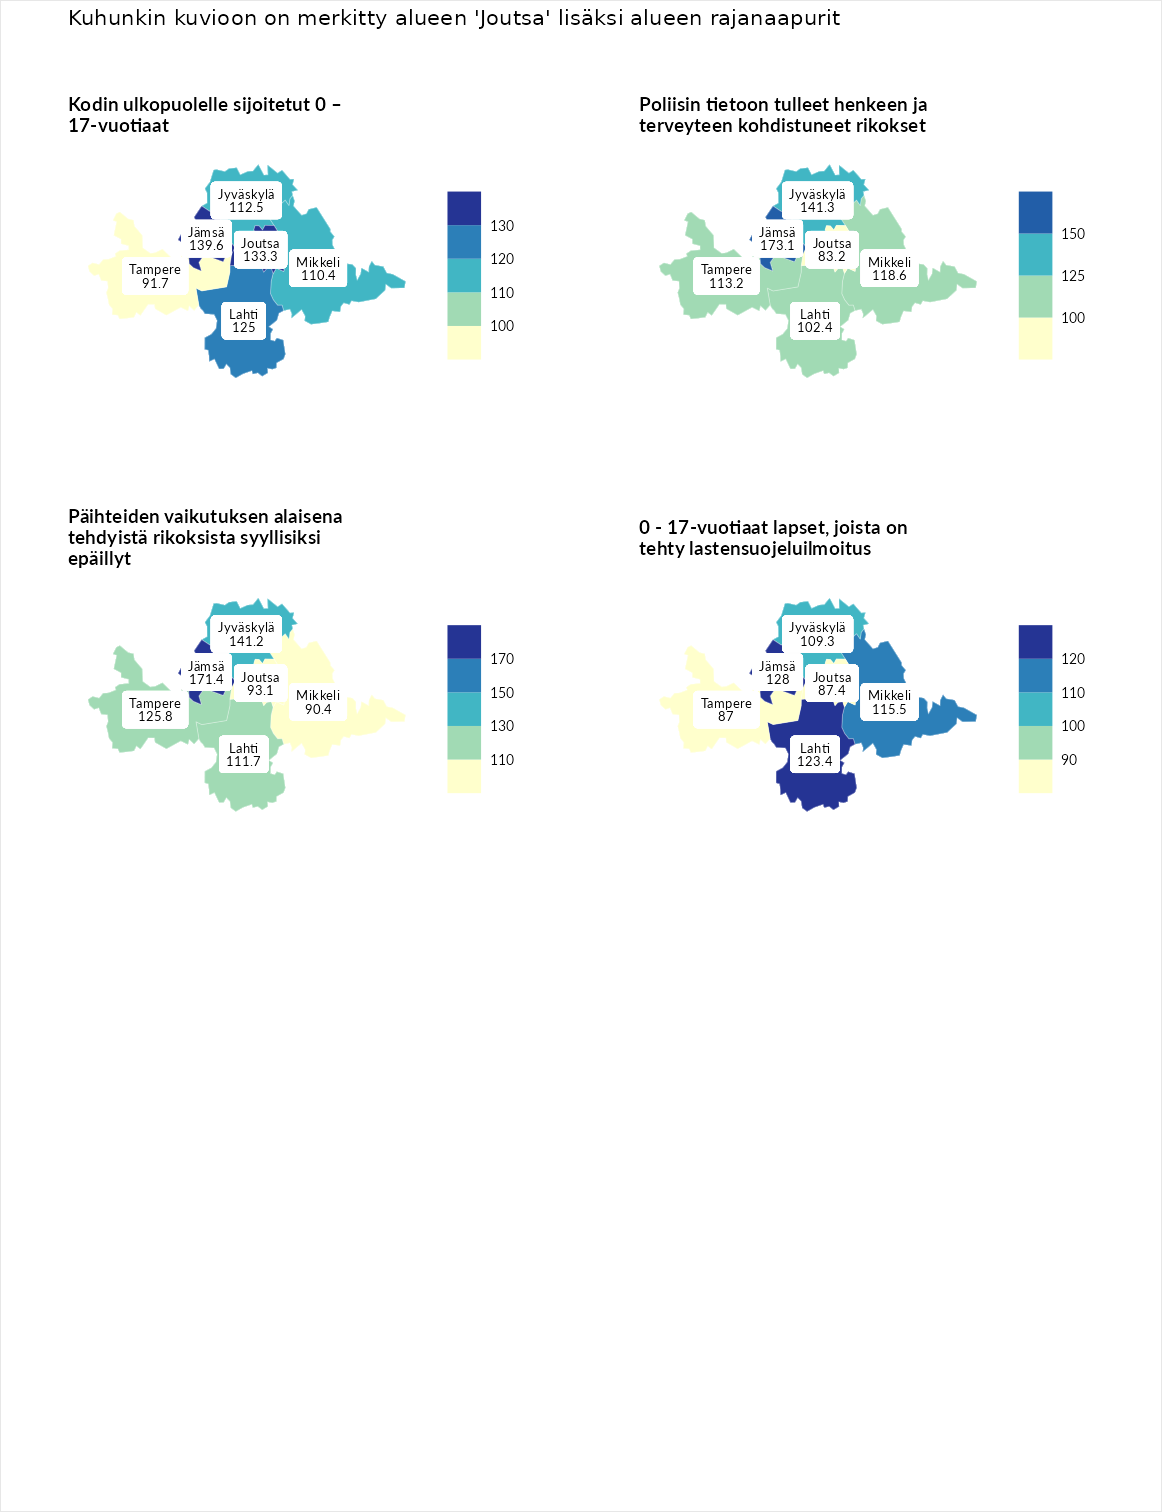 Kuhunkin kuvioon on merkitty alueen 'Joutsa' lisäksi alueen rajanaapurit
Kodin ulkopuolelle sijoitetut 0 –
17-vuotiaat
Jyväskylä
112.5
Jämsä
139.6
Joutsa
133.3
Mikkeli
110.4
Tampere
91.7
Lahti
125
130
120
110
100
Poliisin tietoon tulleet henkeen ja
terveyteen kohdistuneet rikokset
Jyväskylä
141.3
Jämsä
173.1
Joutsa
83.2
Mikkeli
118.6
Tampere
113.2
Lahti
102.4
150
125
100
Päihteiden vaikutuksen alaisena
tehdyistä rikoksista syyllisiksi
epäillyt
Jyväskylä
141.2
Jämsä
171.4
Joutsa
93.1
Mikkeli
90.4
Tampere
125.8
Lahti
111.7
170
150
130
110
0 - 17-vuotiaat lapset, joista on
tehty lastensuojeluilmoitus
Jyväskylä
109.3
Jämsä
128
Joutsa
87.4
Mikkeli
115.5
Tampere
87
Lahti
123.4
120
110
100
90